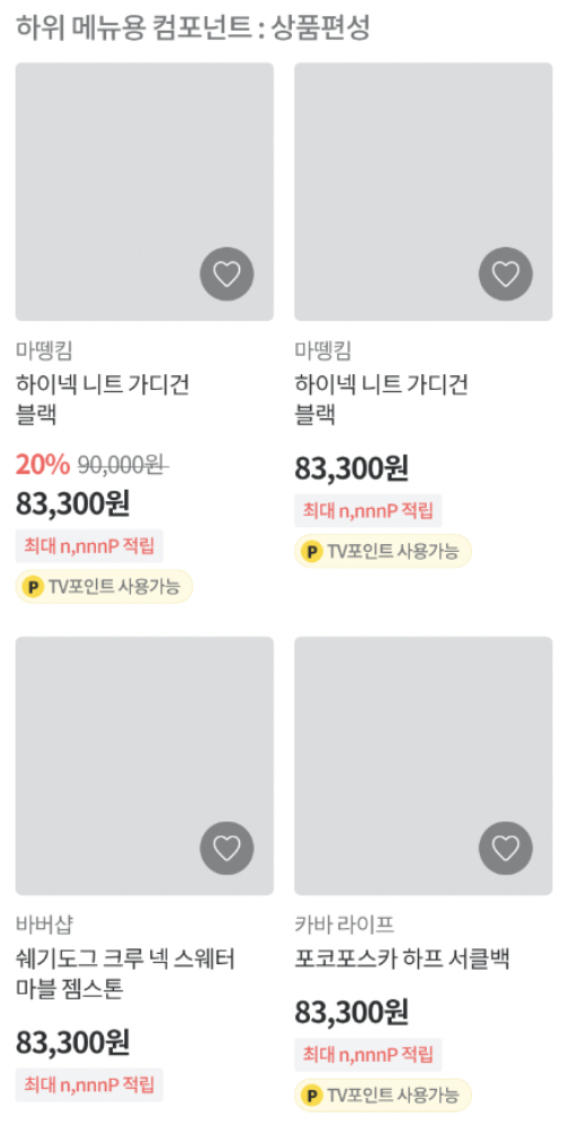 하위 메뉴용 컴포넌트 : 상품편성
마뗑킴
하이넥 니트 가디건
블랙
20% 90,000원
83,300원
최대 n,nnnP 적립
P TV포인트 사용가능
마뗑킴
하이넥 니트 가디건
블랙
83,300원
최대 n,nnnP 적립
P TV포인트 사용가능
바버샵
쉐기도그 크루 넥 스웨터
마블 젬스톤
83,300원
최대 n,nnnP 적립
카바 라이프
포코포스카 하프 서클백
83,300원
최대 n,nnnP 적립
P TV포인트 사용가능